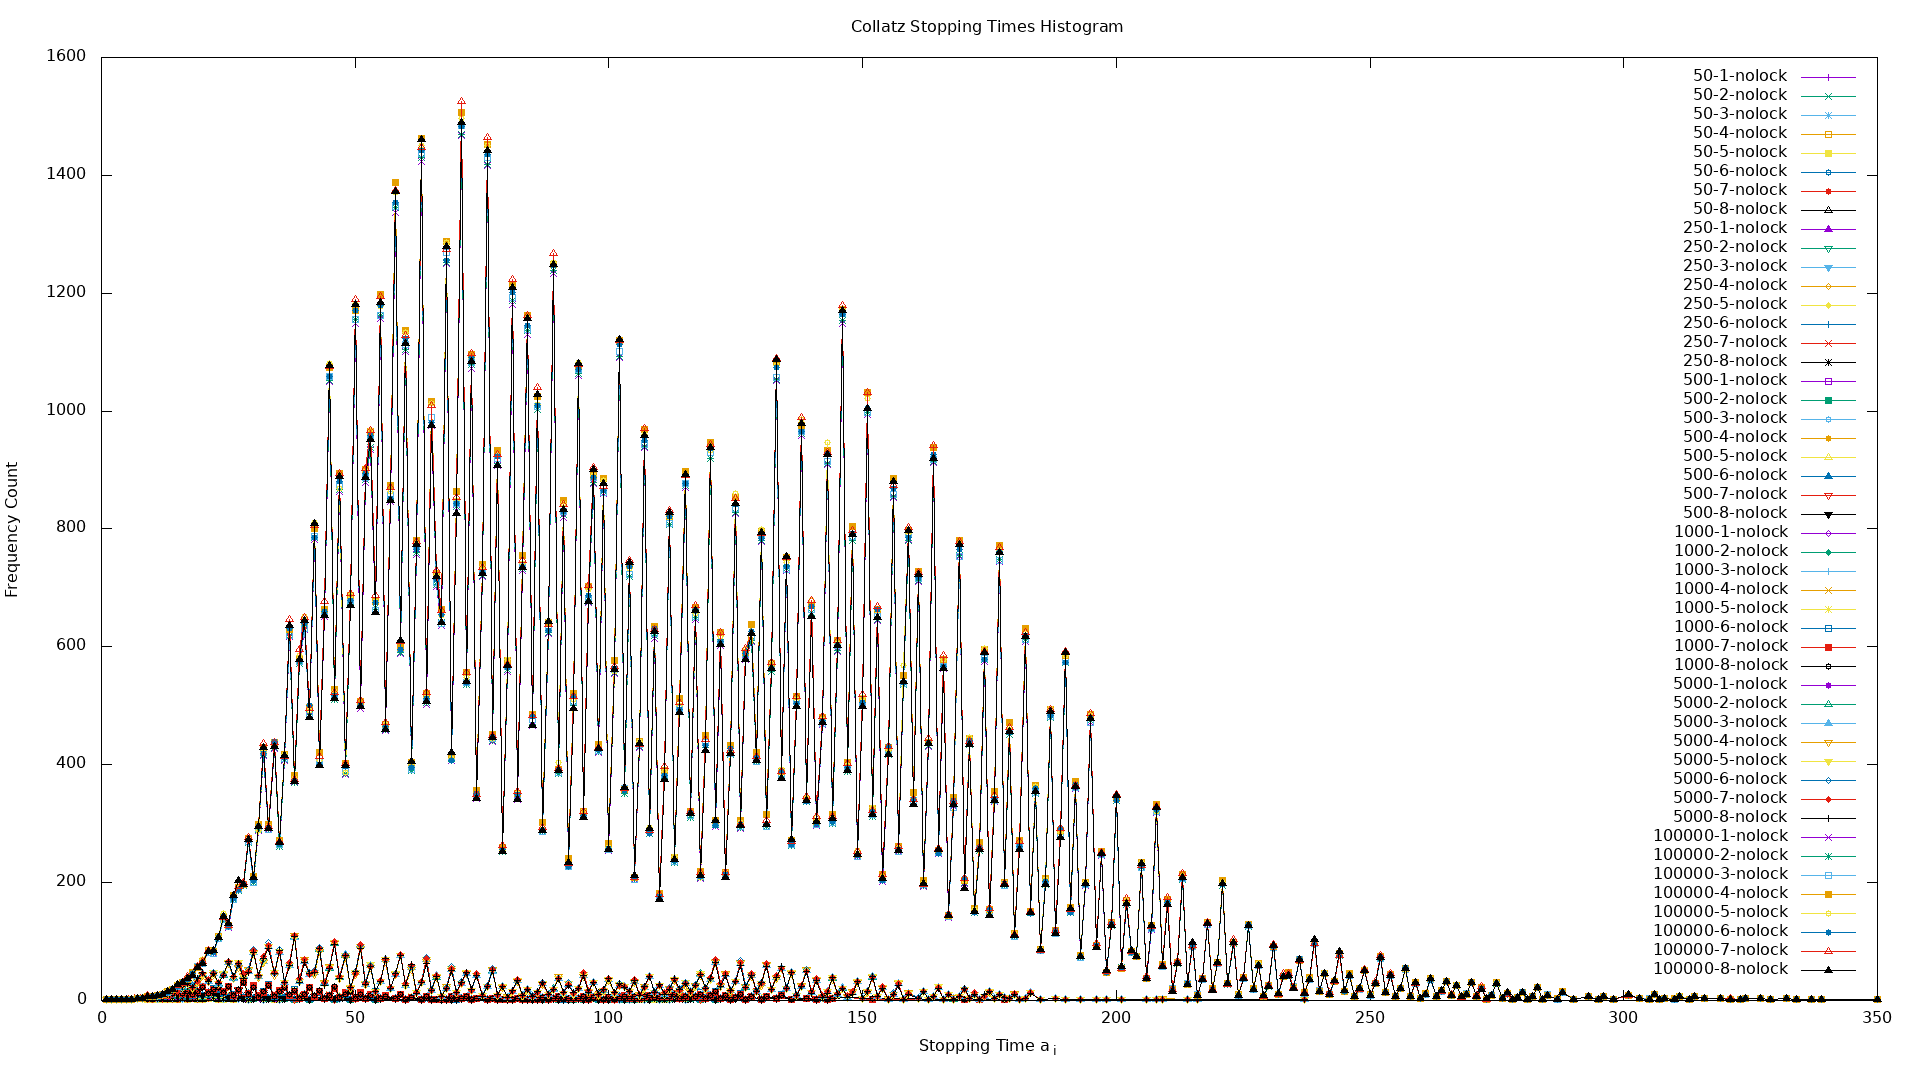 Collatz Stopping Times Histogram
1600
1400
1200
1000
800
600
400
200
0
Frequency Count
0 50 100 150 200 250 300 350
Stopping Time a i
50-1-nolock
50-2-nolock
50-3-nolock
50-4-nolock
50-5-nolock
50-6-nolock
50-7-nolock
50-8-nolock
250-1-nolock
250-2-nolock
250-3-nolock
250-4-nolock
250-5-nolock
250-6-nolock
250-7-nolock
250-8-nolock
500-1-nolock
500-2-nolock
500-3-nolock
500-4-nolock
500-5-nolock
500-6-nolock
500-7-nolock
500-8-nolock
1000-1-nolock
1000-2-nolock
1000-3-nolock
1000-4-nolock
1000-5-nolock
1000-6-nolock
1000-7-nolock
1000-8-nolock
5000-1-nolock
5000-2-nolock
5000-3-nolock
5000-4-nolock
5000-5-nolock
5000-6-nolock
5000-7-nolock
5000-8-nolock
100000-1-nolock
100000-2-nolock
100000-3-nolock
100000-4-nolock
100000-5-nolock
100000-6-nolock
100000-7-nolock
100000-8-nolock